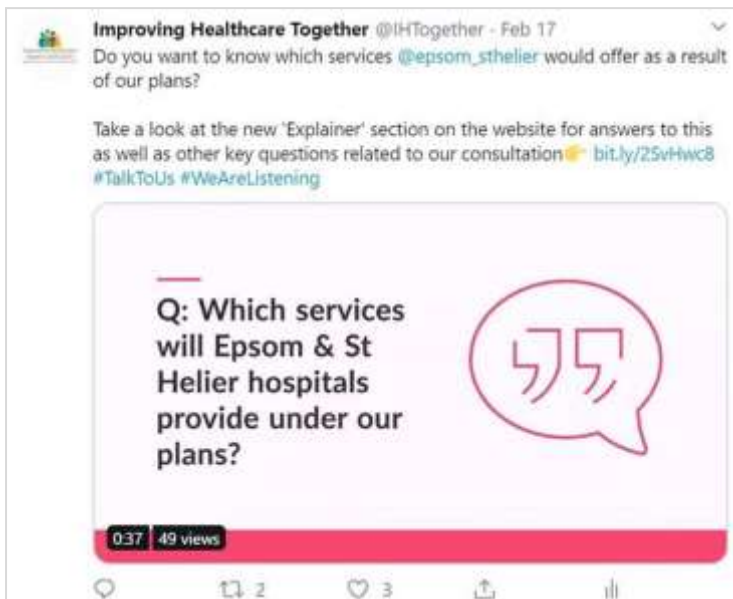 Improving Healthcare Together @IHTogether · Feb 17
Do you want to know which services @epsom_sthelier would offer as a result
of our plans?
Take a look at the new 'Explainer' section on the website for answers to this
as well as other key questions related to our consultation👉 bit.ly/2SvHwc8
#TalkToUs #WeAreListening
Q: Which services
will Epsom & St
Helier hospitals
provide under our
plans?
0:37 49 views
2 3